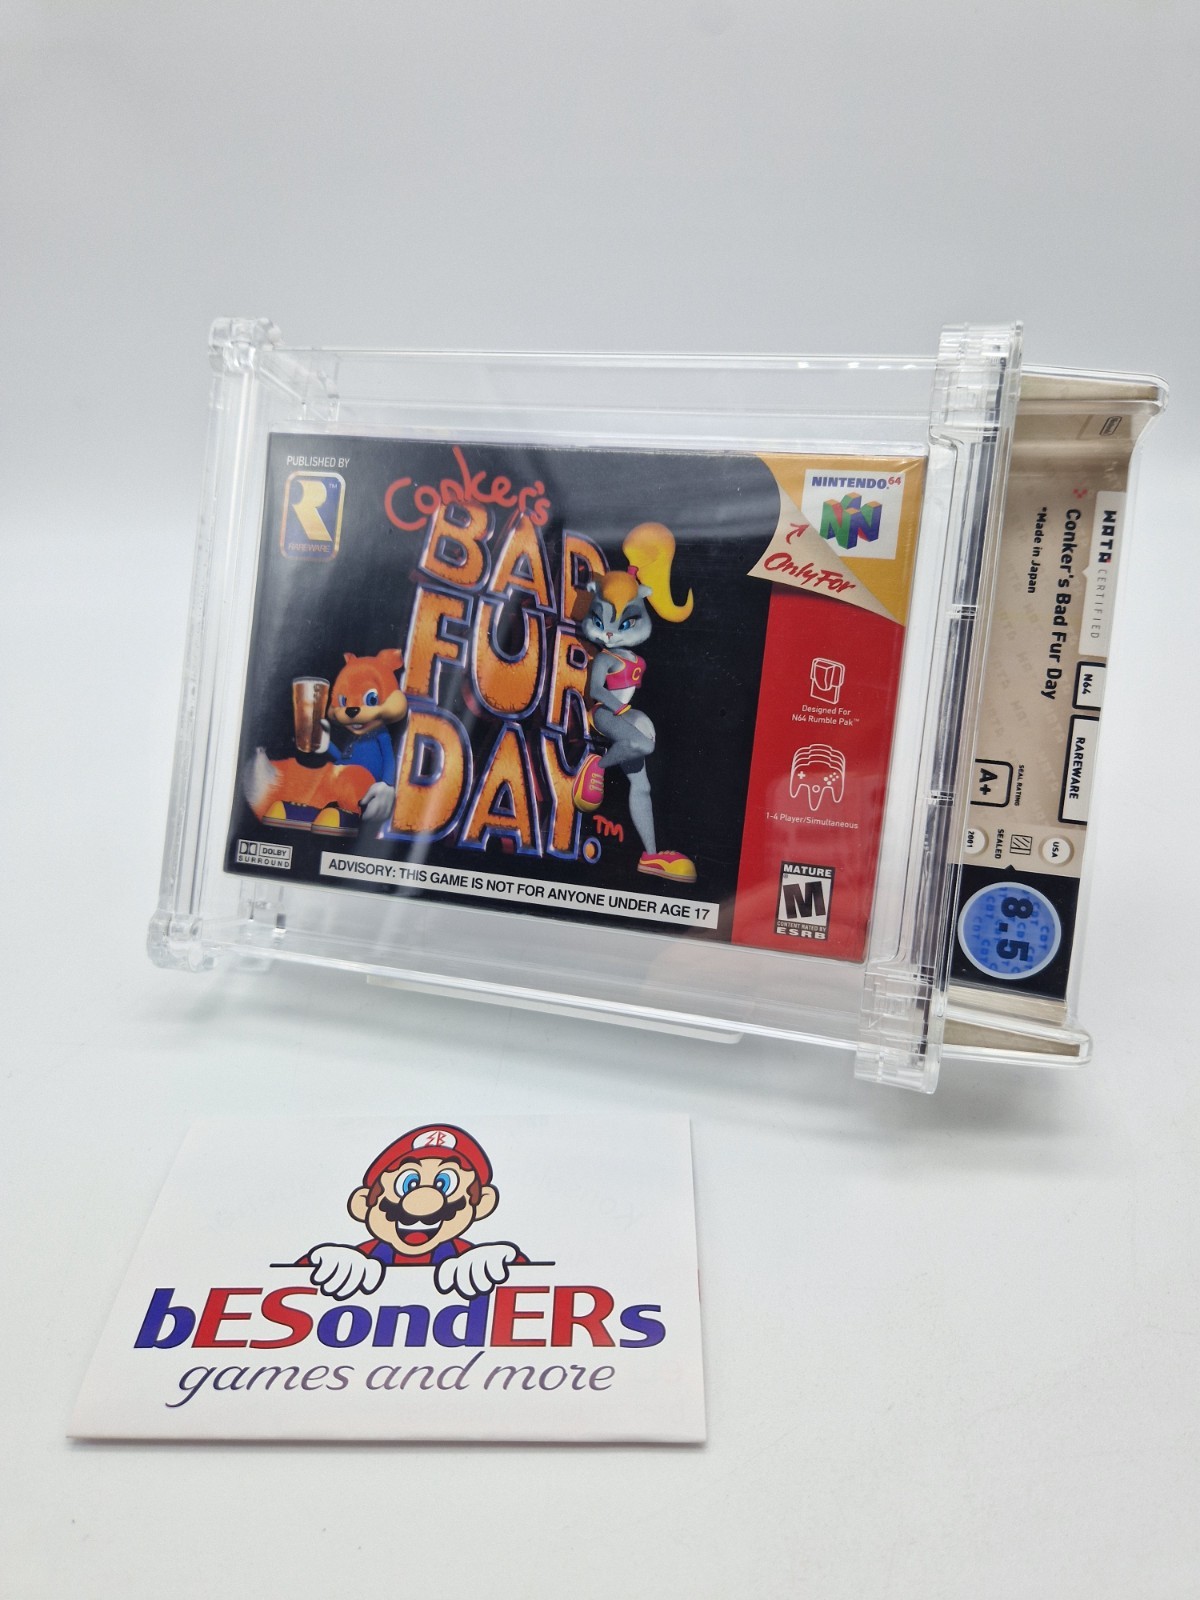 PUBLISHED BY
RAREWARE
Conker's
BAD
FUR
DAY.
TM
DOLBY
SURROUND
ADVISORY: THIS GAME IS NOT FOR ANYONE UNDER AGE 17
NINTENDO64
Only For
Designed For
N64 Rumble Pak™
1-4 Player/Simultaneous
MATURE
M
CONTENT RATED BY
ESRB
WATA CERTIFIED
N64
RAREWARE
Conker's Bad Fur Day
*Made in Japan
SEAL RATING
A+
USA
SEALED
2001
8.5
bESondERs
games and more